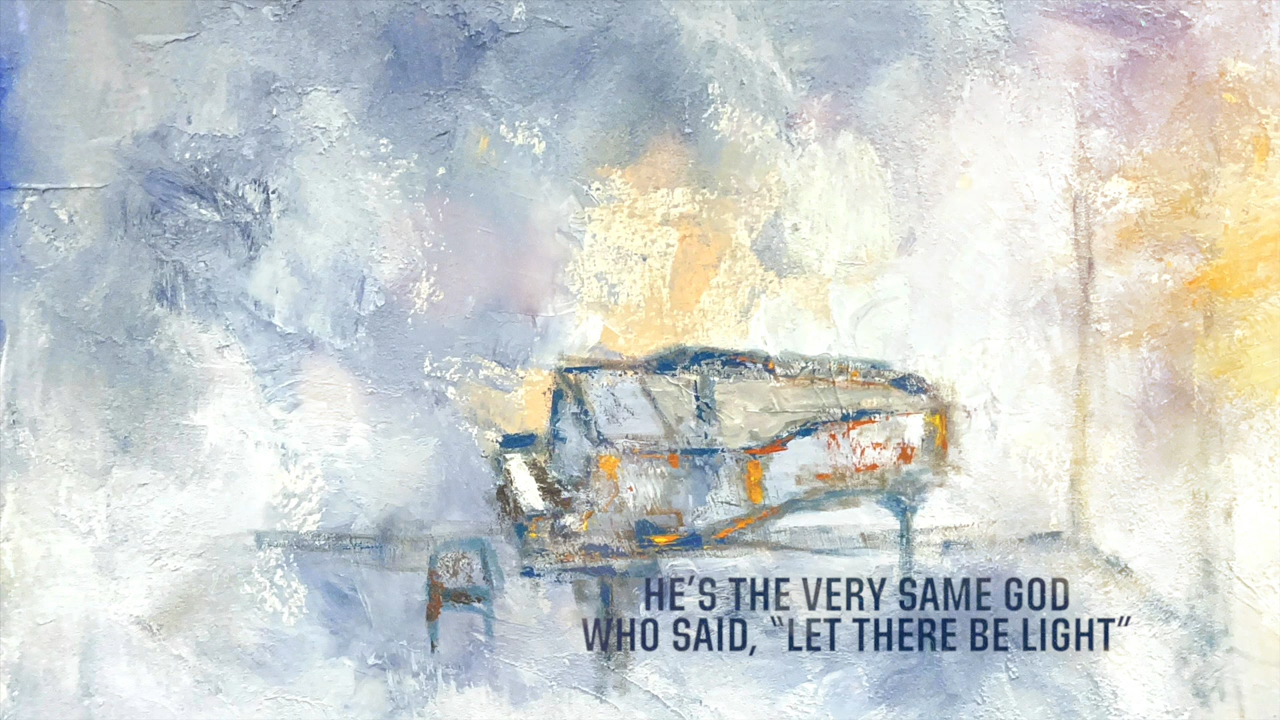 HE’S THE VERY SAME GOD
WHO SAID, “LET THERE BE LIGHT”